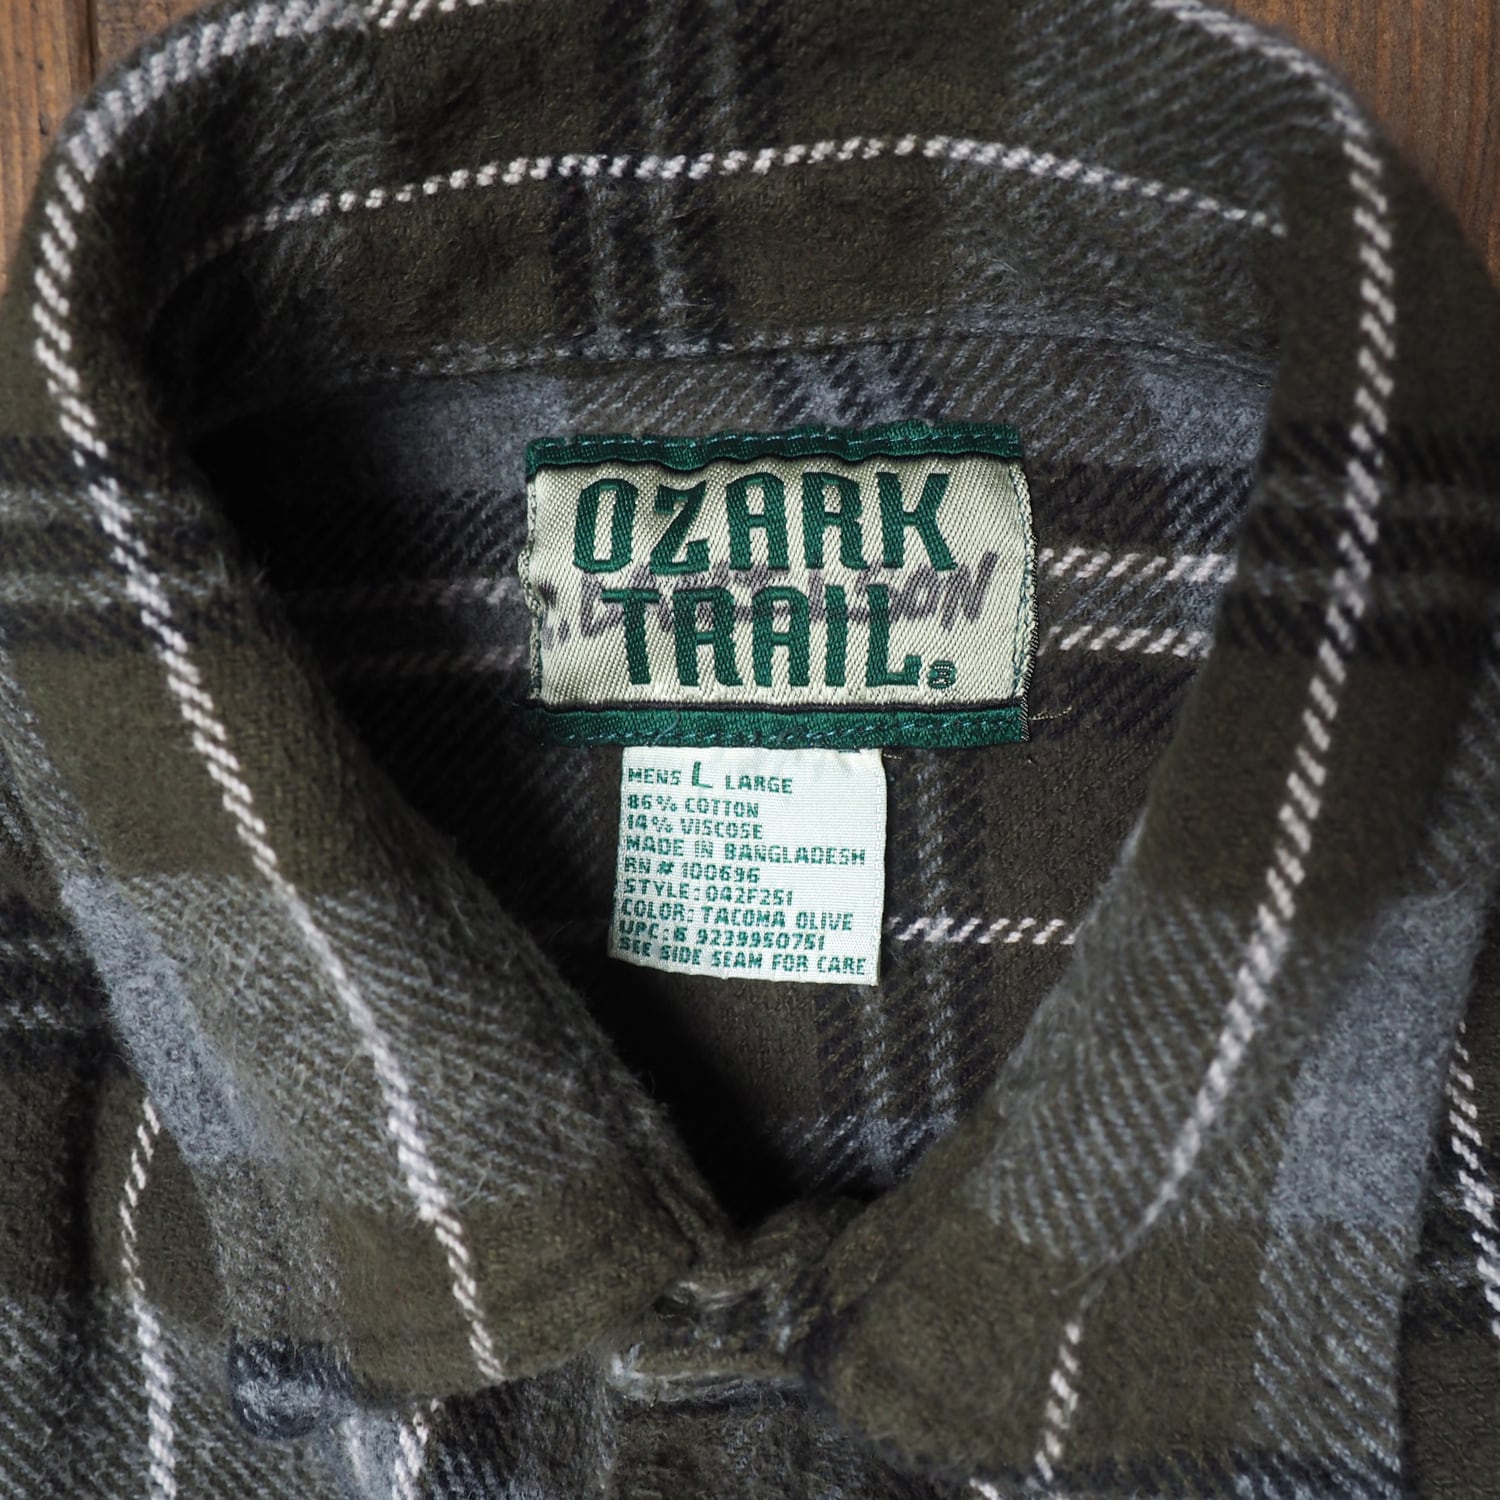 OZARK
TRAIL®
MENS L LARGE
86% COTTON
14% VISCOSE
MADE IN BANGLADESH
RN # 100696
STYLE: 042F251
COLOR: TACOMA OLIVE
UPC: 6 9239950751
SEE SIDE SEAM FOR CARE